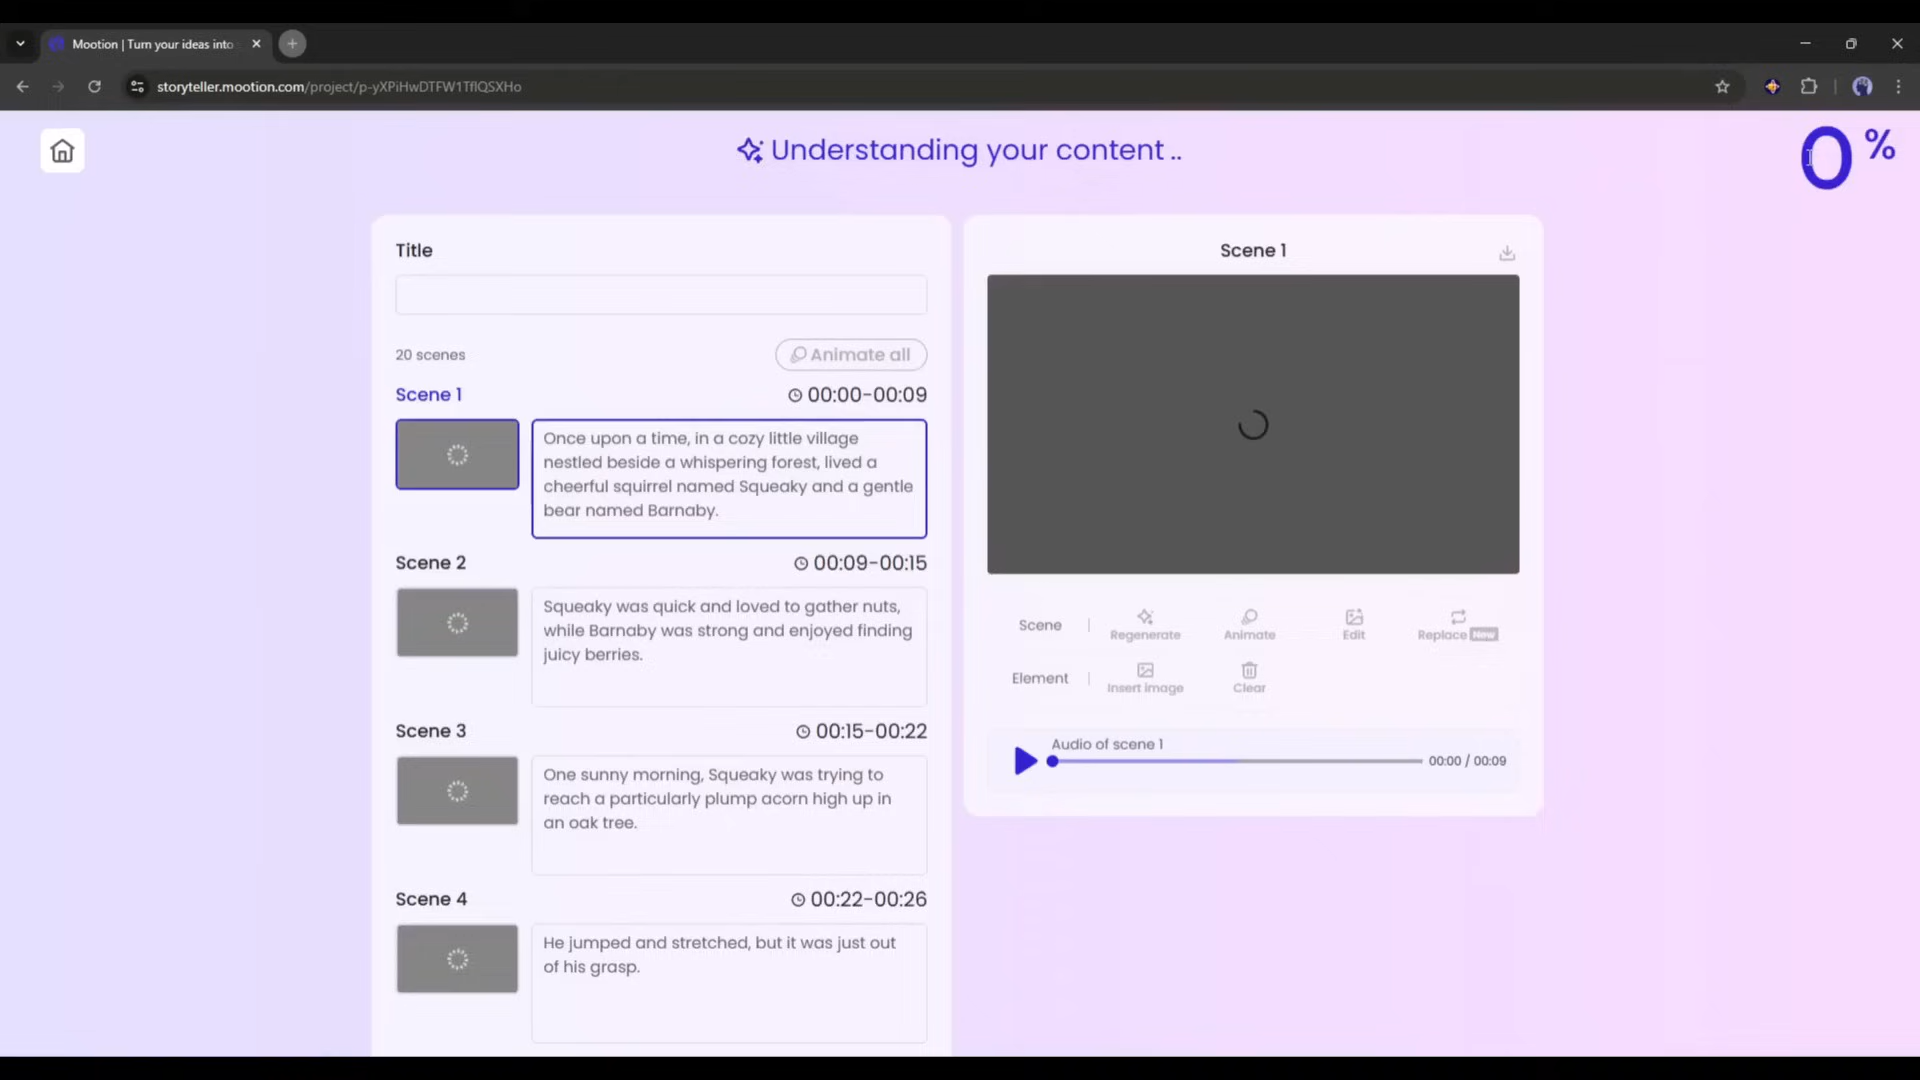 Mootion | Turn your ideas into
storyteller.mootion.com/project/p-yXPiHwDTFW1TflQSXHo
Understanding your content ..
0 %
Title
20 scenes
Animate all
Scene 1
00:00-00:09
Once upon a time, in a cozy little village
nestled beside a whispering forest, lived a
cheerful squirrel named Squeaky and a gentle
bear named Barnaby.
Scene 2
00:09-00:15
Squeaky was quick and loved to gather nuts,
while Barnaby was strong and enjoyed finding
juicy berries.
Scene 3
00:15-00:22
One sunny morning, Squeaky was trying to
reach a particularly plump acorn high up in
an oak tree.
Scene 4
00:22-00:26
He jumped and stretched, but it was just out
of his grasp.
Scene 1
Scene
Regenerate
Animate
Edit
Replace New
Element
Insert image
Clear
Audio of scene 1
00:00 / 00:09